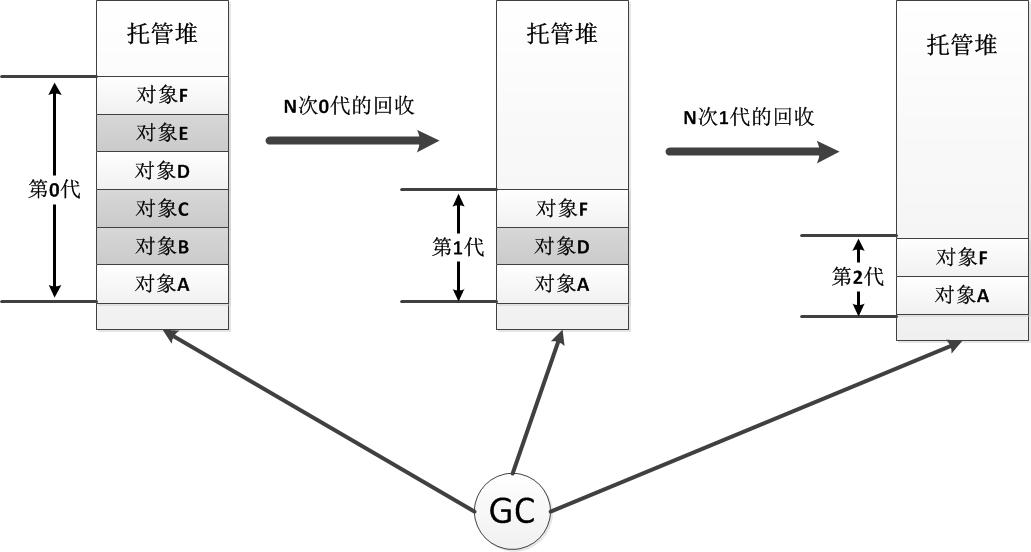 托管堆
对象F
对象E
对象D
对象C
对象B
对象A
第0代
N次0代的回收
托管堆
对象F
对象D
对象A
第1代
N次1代的回收
托管堆
对象F
对象A
第2代
GC